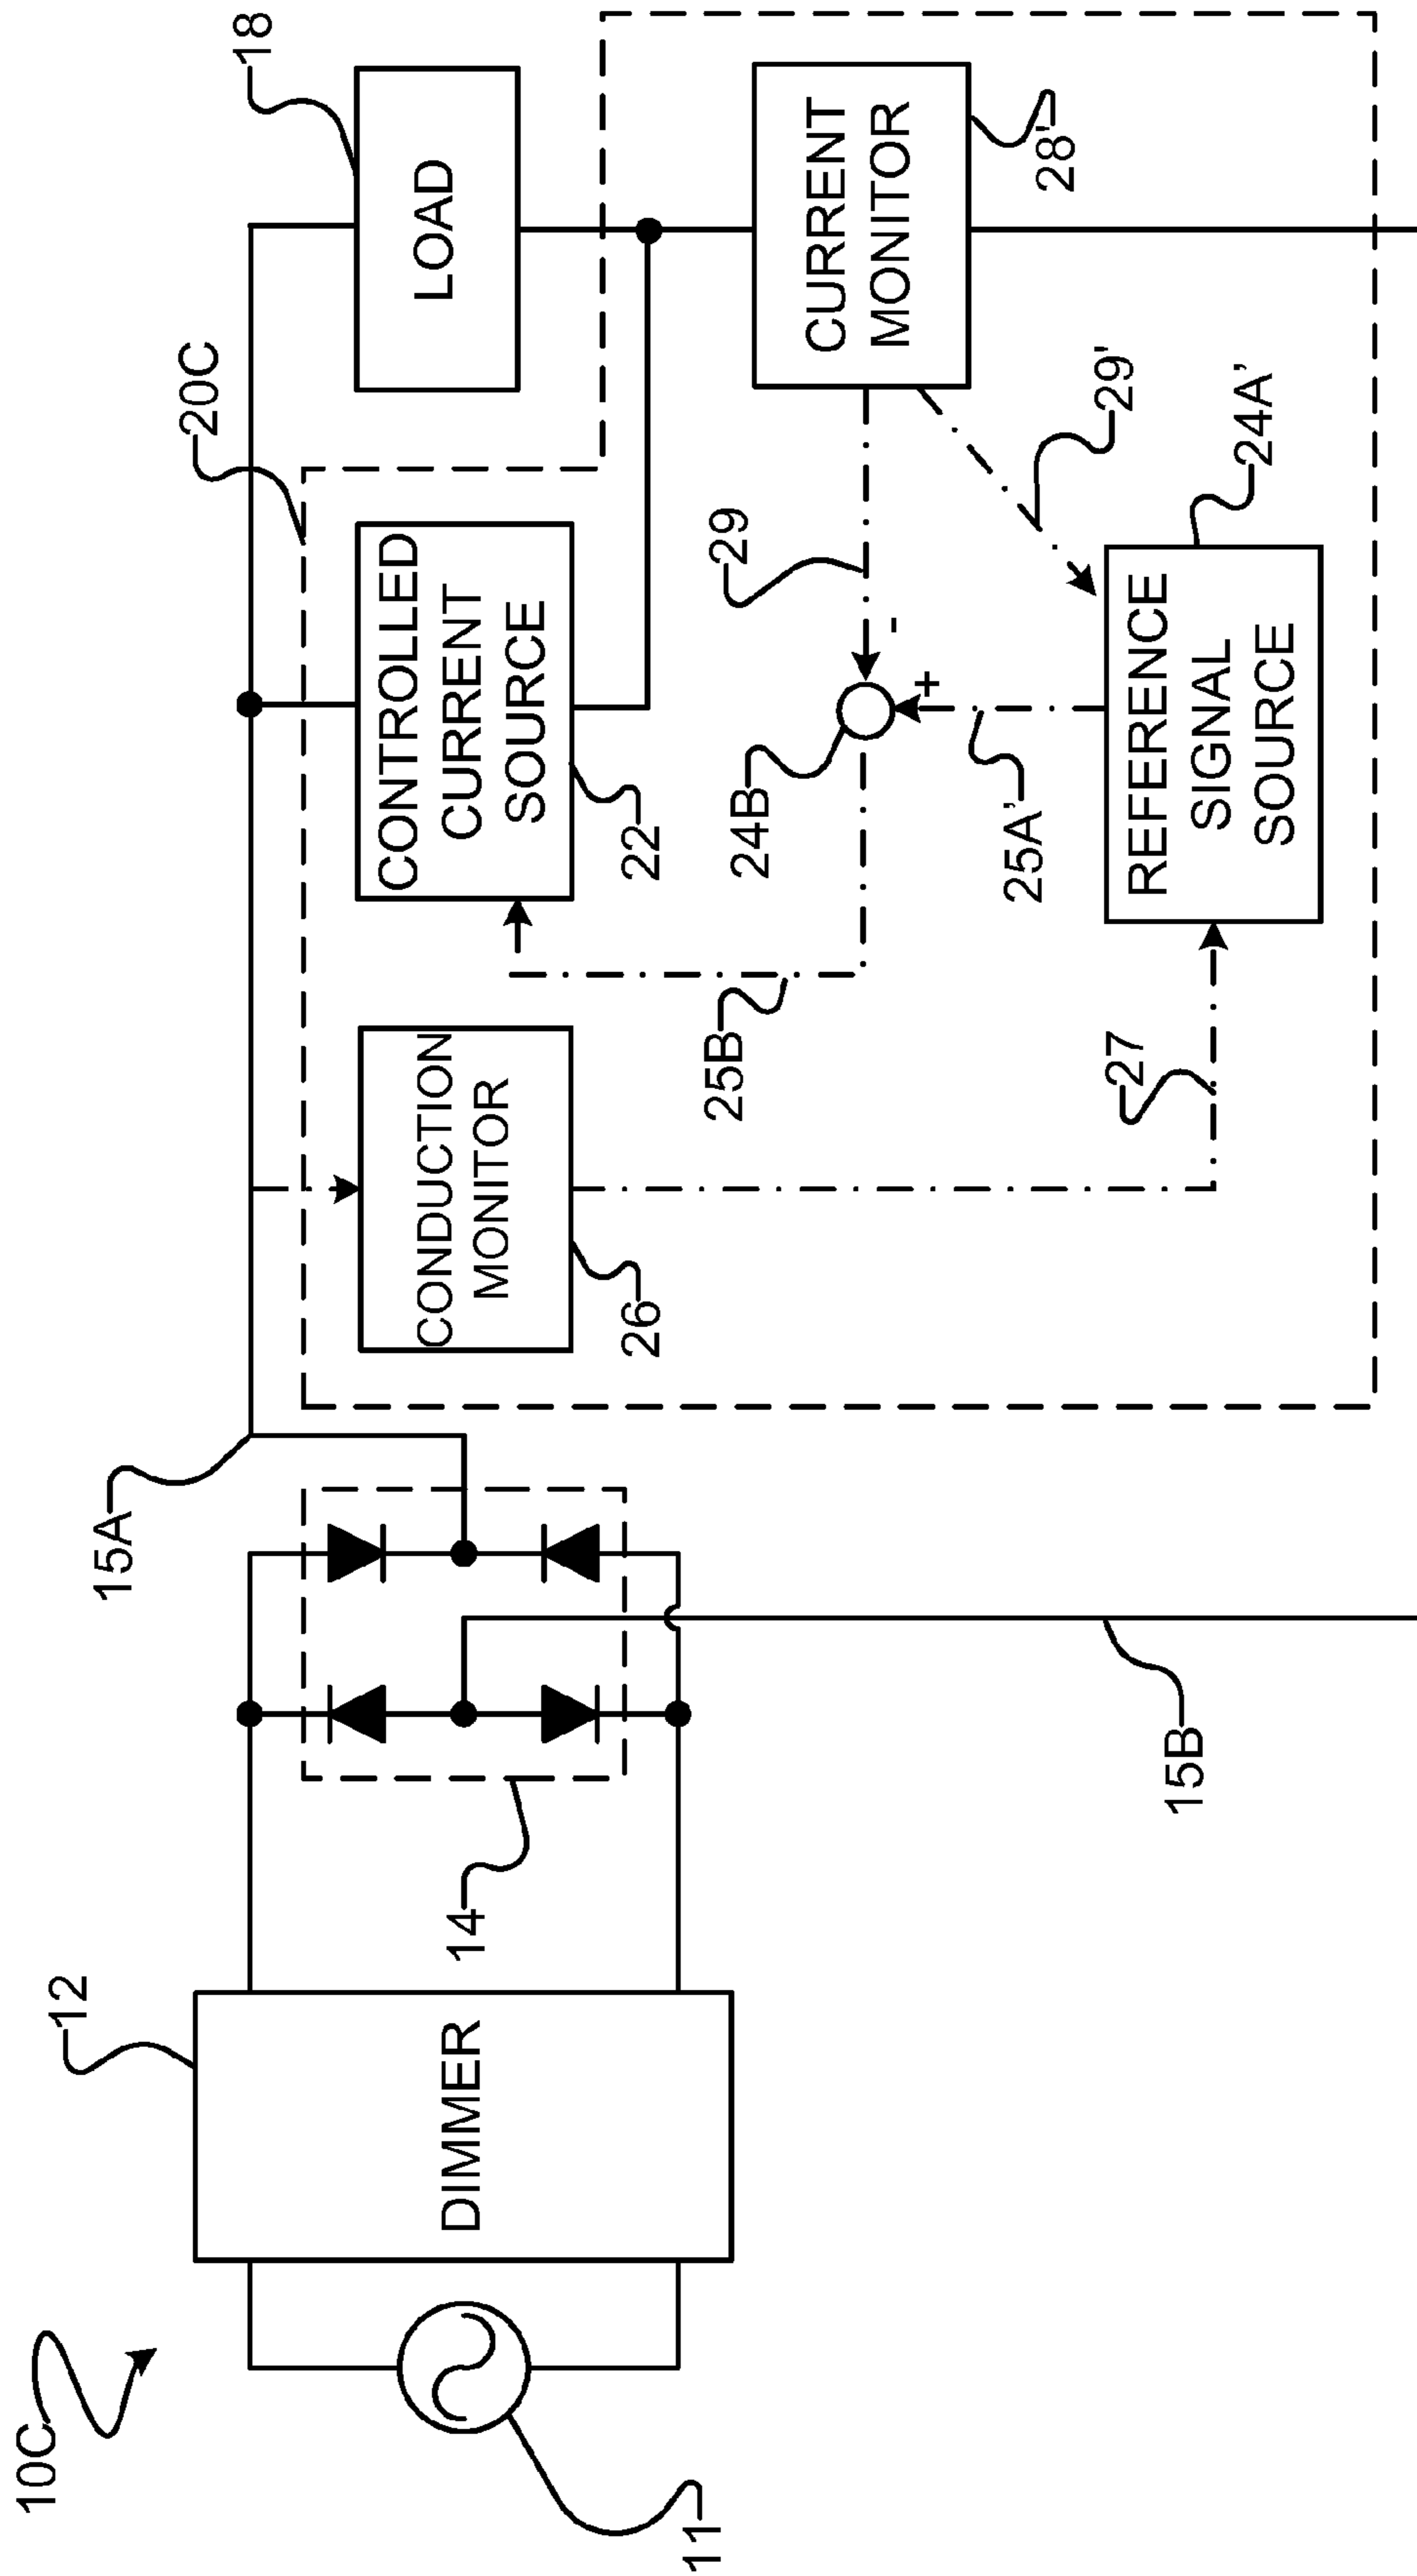 10C
11
12
DIMMER
14
15A
15B
20C
18
LOAD
CONTROLLED
CURRENT
SOURCE
22
CONDUCTION
MONITOR
26
25B
24B
29
-
+
25A’
CURRENT
MONITOR
28'
29'
24A’
REFERENCE
SIGNAL
SOURCE
27